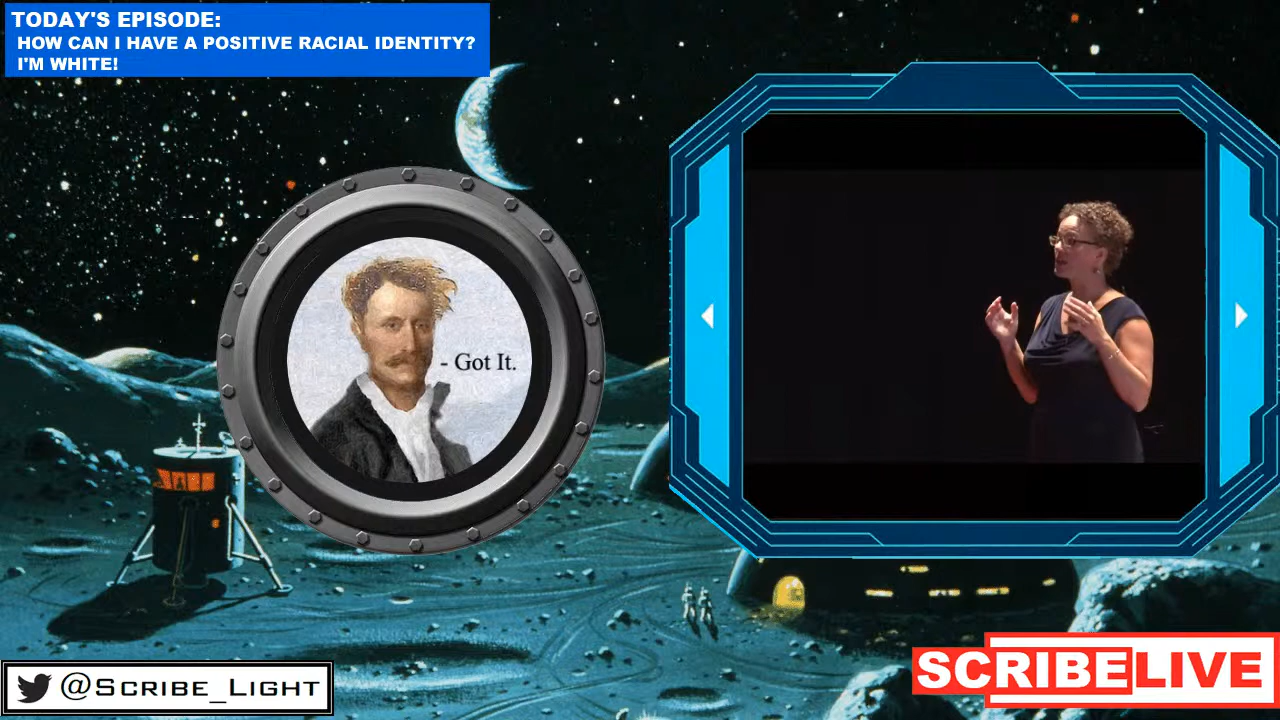 TODAY'S EPISODE:
HOW CAN I HAVE A POSITIVE RACIAL IDENTITY?
I'M WHITE!
- Got It.
@SCRIBE_LIGHT
SCRIBELIVE